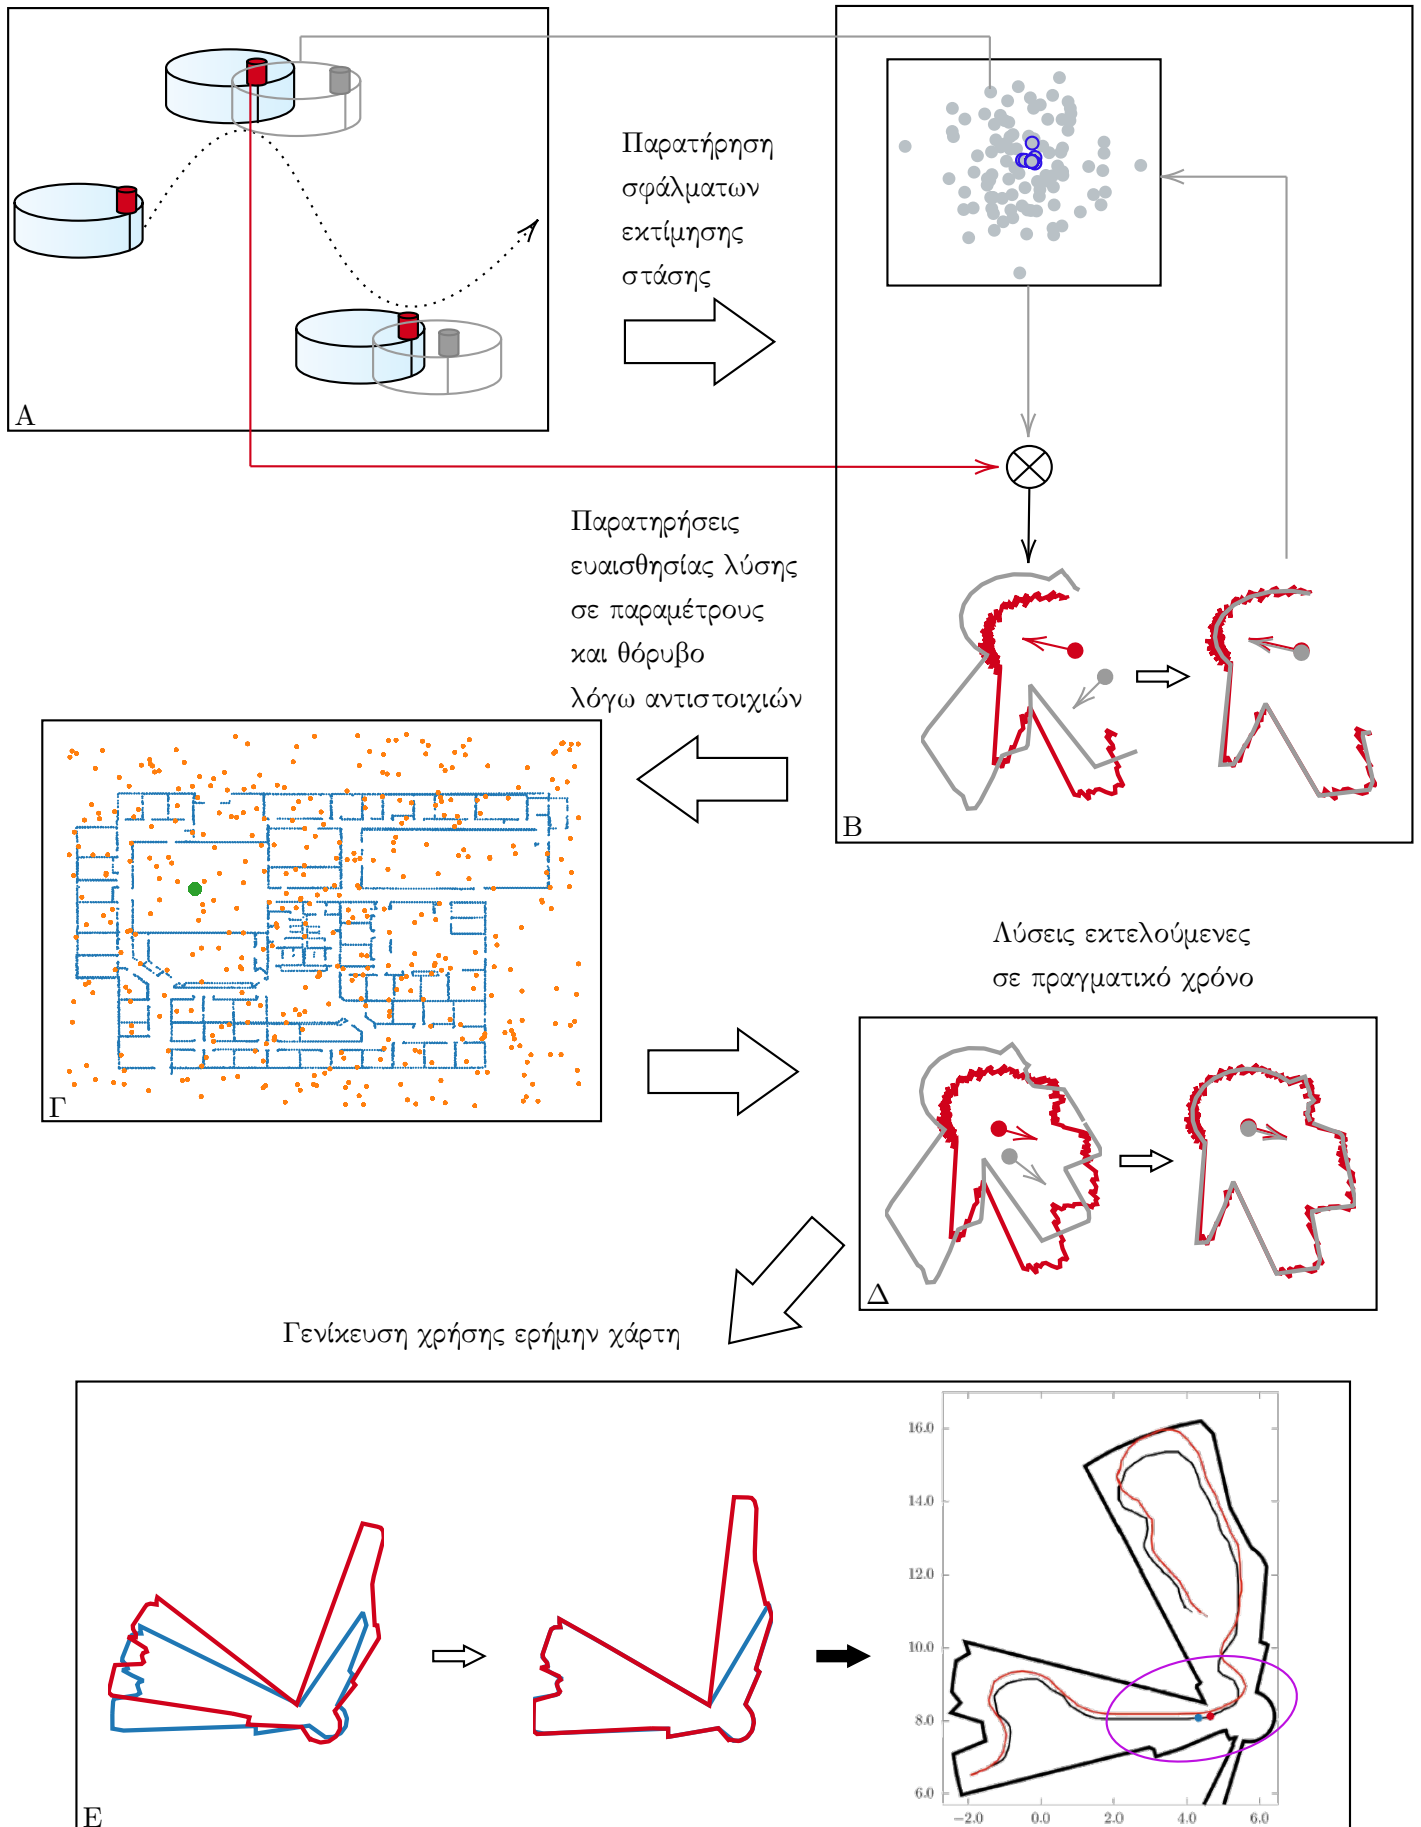 Παρατήρηση
σφάλματων
εκτίμησης
στάσης
A
Παρατηρήσεις
ευαισθησίας λύσης
σε παραμέτρους
και θόρυβο
λόγω αντιστοιχιών
B
Γ
Λύσεις εκτελούμενες
σε πραγματικό χρόνο
Δ
Γενίκευση χρήσης ερήμην χάρτη
16.0
14.0
12.0
10.0
8.0
6.0
−2.0 0.0 2.0 4.0 6.0
E